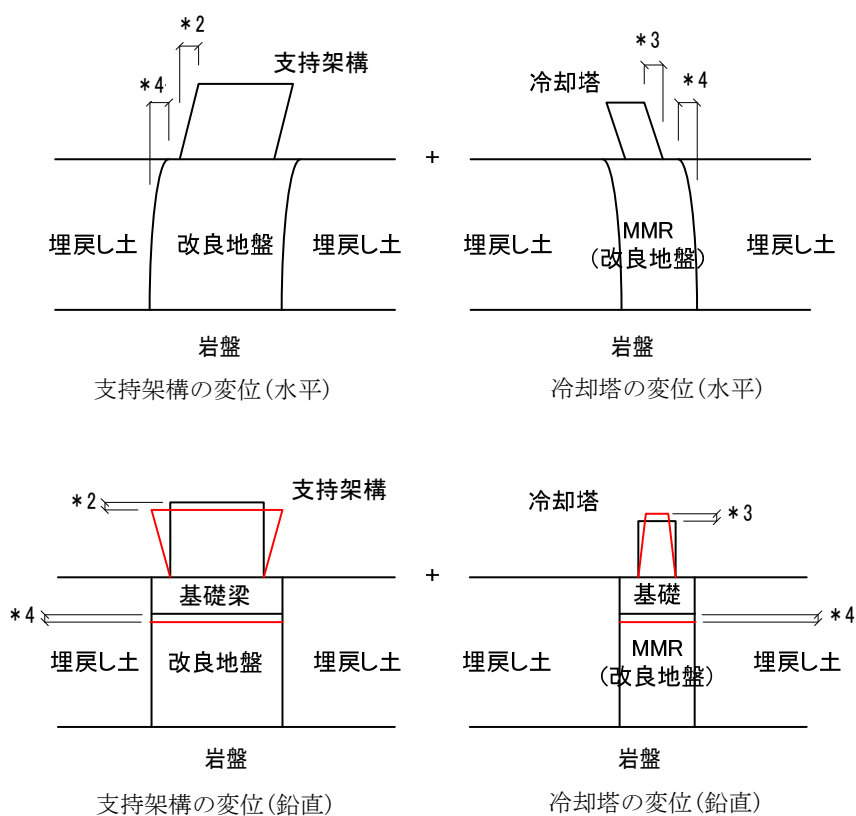 *2
支持架構
*4
埋戻し土
改良地盤
埋戻し土
岩盤
支持架構の変位(水平)
+
*3
冷却塔
*4
埋戻し土
MMR
(改良地盤)
埋戻し土
岩盤
冷却塔の変位(水平)
*2
支持架構
基礎梁
*4
埋戻し土
改良地盤
埋戻し土
岩盤
支持架構の変位(鉛直)
+
冷却塔
*3
基礎
*4
埋戻し土
MMR
(改良地盤)
埋戻し土
岩盤
冷却塔の変位(鉛直)